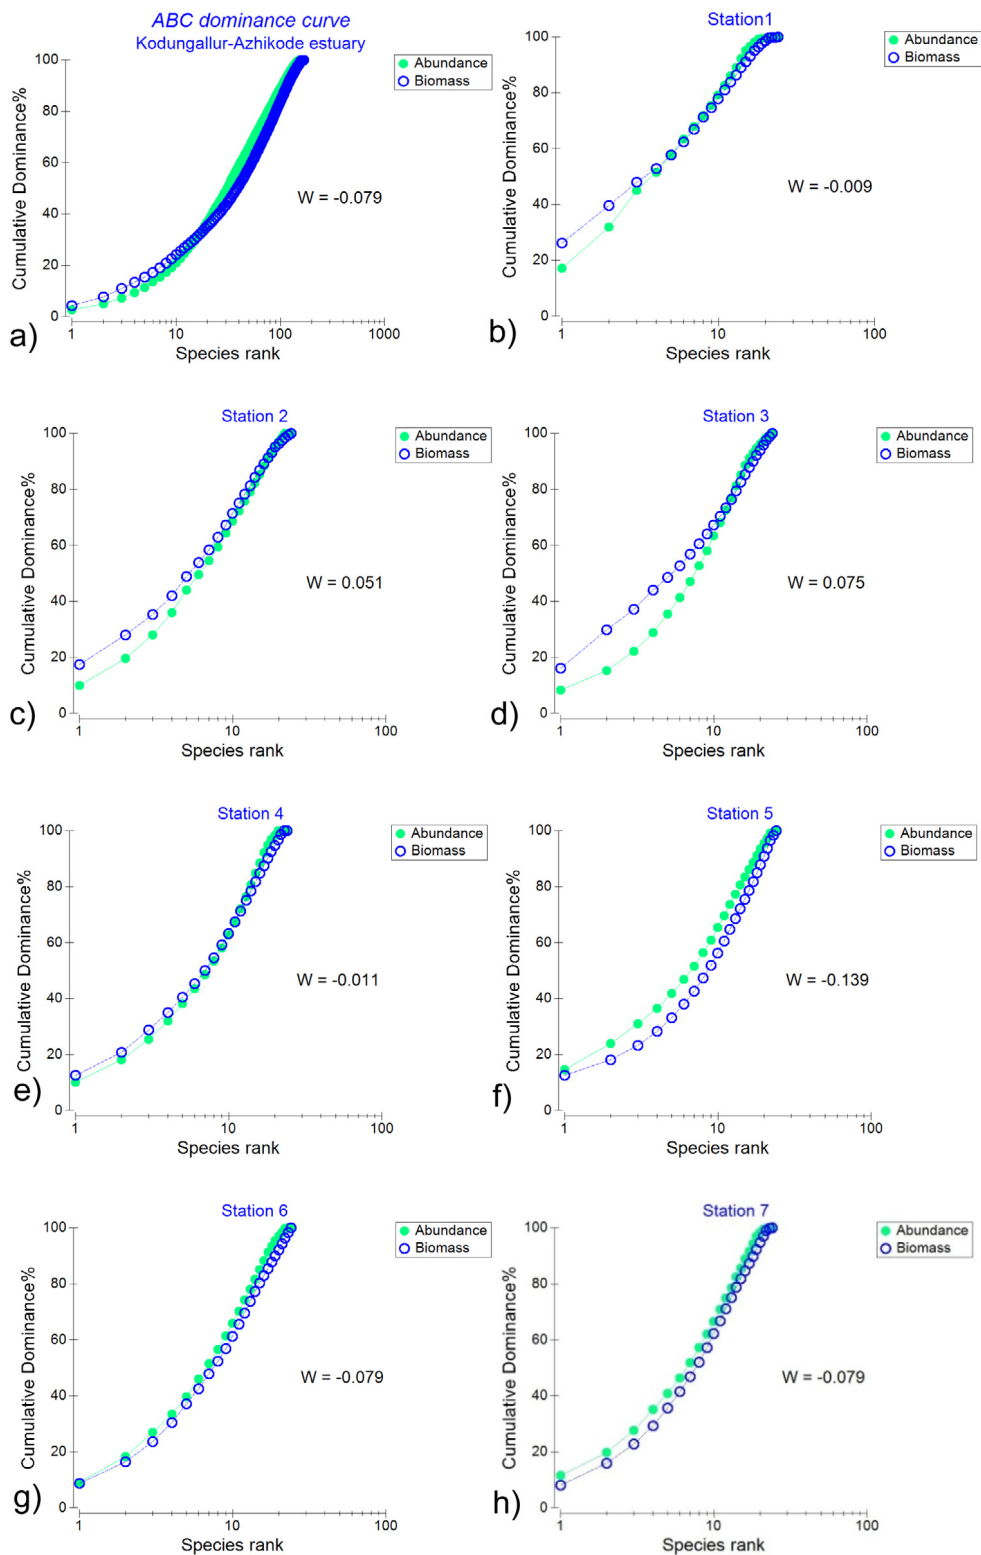 ABC dominance curve
Kodungallur-Azhikode estuary
Abundance
Biomass
Cumulative Dominance%
100
80
60
40
20
0
W = -0.079
1
10
100
1000
Species rank
a)
Station1
Abundance
Biomass
Cumulative Dominance%
100
80
60
40
20
0
W = -0.009
1
10
100
Species rank
b)
Station 2
Abundance
Biomass
Cumulative Dominance%
100
80
60
40
20
0
W = 0.051
1
10
100
Species rank
c)
Station 3
Abundance
Biomass
Cumulative Dominance%
100
80
60
40
20
0
W = 0.075
1
10
100
Species rank
d)
Station 4
Abundance
Biomass
Cumulative Dominance%
100
80
60
40
20
0
W = -0.011
1
10
100
Species rank
e)
Station 5
Abundance
Biomass
Cumulative Dominance%
100
80
60
40
20
0
W = -0.139
1
10
100
Species rank
f)
Station 6
Abundance
Biomass
Cumulative Dominance%
100
80
60
40
20
0
W = -0.079
1
10
100
Species rank
g)
Station 7
Abundance
Biomass
Cumulative Dominance%
100
80
60
40
20
0
W = -0.079
1
10
100
Species rank
h)